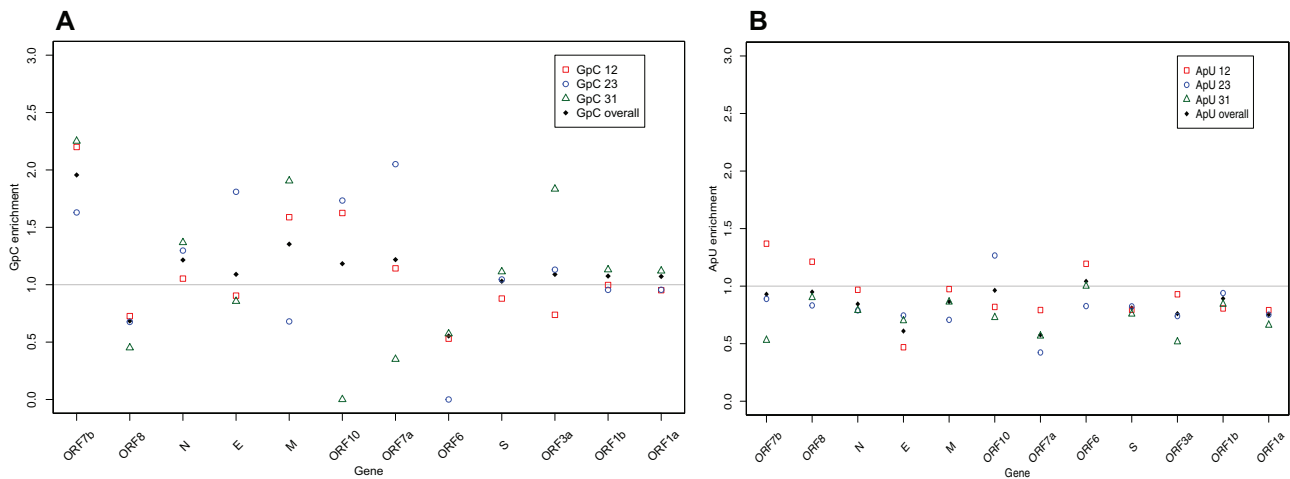 A
GpC enrichment
3.0
2.5
2.0
1.5
1.0
0.5
0.0
GpC 12
GpC 23
GpC 31
GpC overall
ORF7b
ORF8
N
E
M
ORF10
ORF7a
ORF6
S
ORF3a
ORF1b
ORF1a
Gene
B
ApU enrichment
3.0
2.5
2.0
1.5
1.0
0.5
0.0
ApU 12
ApU 23
ApU 31
ApU overall
ORF7b
ORF8
N
E
M
ORF10
ORF7a
ORF6
S
ORF3a
ORF1b
ORF1a
Gene